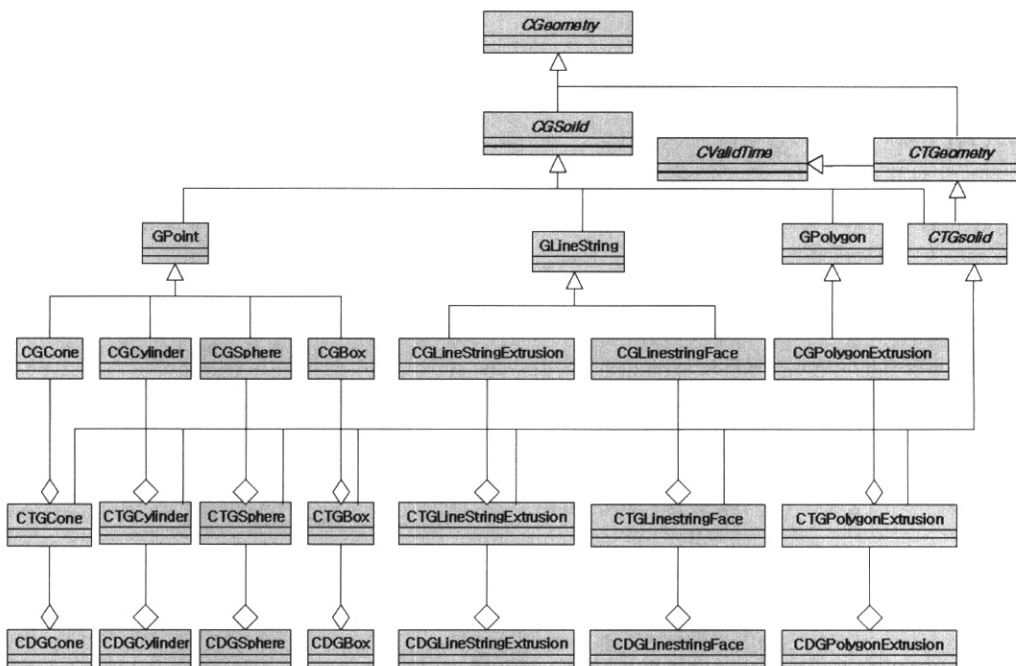 CGeometry
CGSoild
CValidTime
CTGeometry
GPoint
GLineString
GPolygon
CTGsolid
CGCone
CGCylinder
CGSphere
CGBox
CGLineStringExtrusion
CGLinestringFace
CGPolygonExtrusion
CTGCone
CTGCylinder
CTGSphere
CTGBox
CTGLineStringExtrusion
CTGLinestringFace
CTGPolygonExtrusion
CDGCone
CDGCylinder
CDGSphere
CDGBox
CDGLineStringExtrusion
CDGLinestringFace
CDGPolygonExtrusion